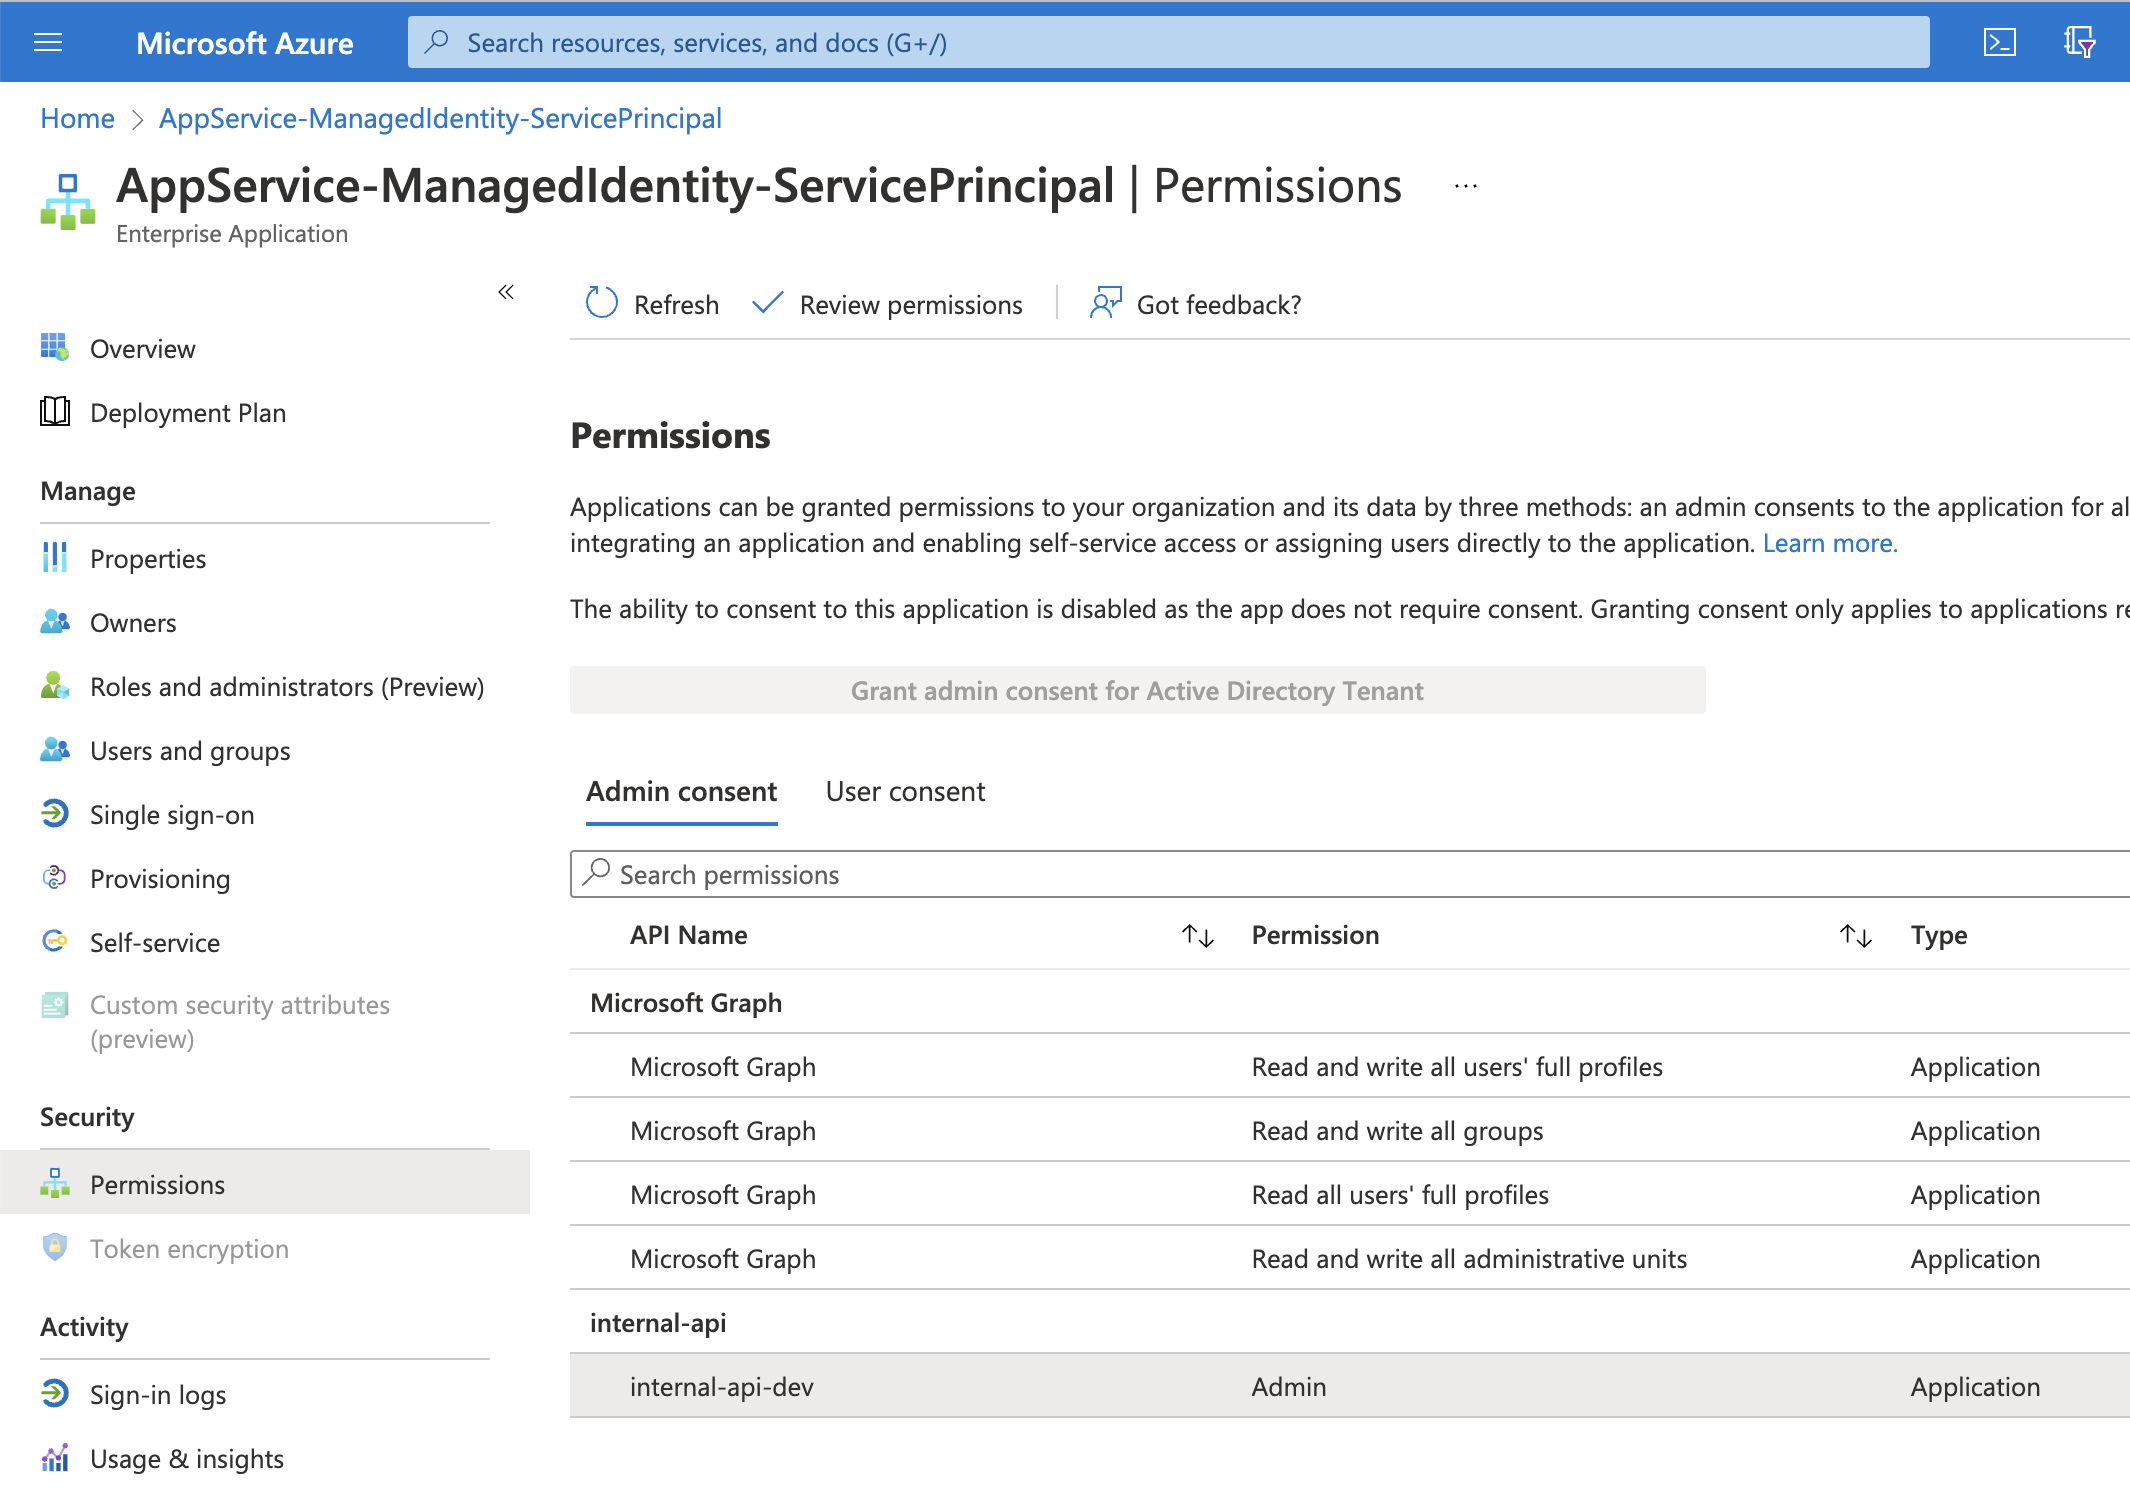 Microsoft Azure
Search resources, services, and docs (G+/)
Home > AppService-ManagedIdentity-ServicePrincipal
AppService-ManagedIdentity-ServicePrincipal | Permissions ...
Enterprise Application
«
Overview
Deployment Plan
Manage
Properties
Owners
Roles and administrators (Preview)
Users and groups
Single sign-on
Provisioning
Self-service
Custom security attributes
(preview)
Security
Permissions
Token encryption
Activity
Sign-in logs
Usage & insights
Refresh Review permissions Got feedback?
Permissions
Applications can be granted permissions to your organization and its data by three methods: an admin consents to the application for al
integrating an application and enabling self-service access or assigning users directly to the application. Learn more.
The ability to consent to this application is disabled as the app does not require consent. Granting consent only applies to applications re
Grant admin consent for Active Directory Tenant
Admin consent User consent
Search permissions
API Name Permission Type
Microsoft Graph
Microsoft Graph Read and write all users' full profiles Application
Microsoft Graph Read and write all groups Application
Microsoft Graph Read all users' full profiles Application
Microsoft Graph Read and write all administrative units Application
internal-api
internal-api-dev Admin Application